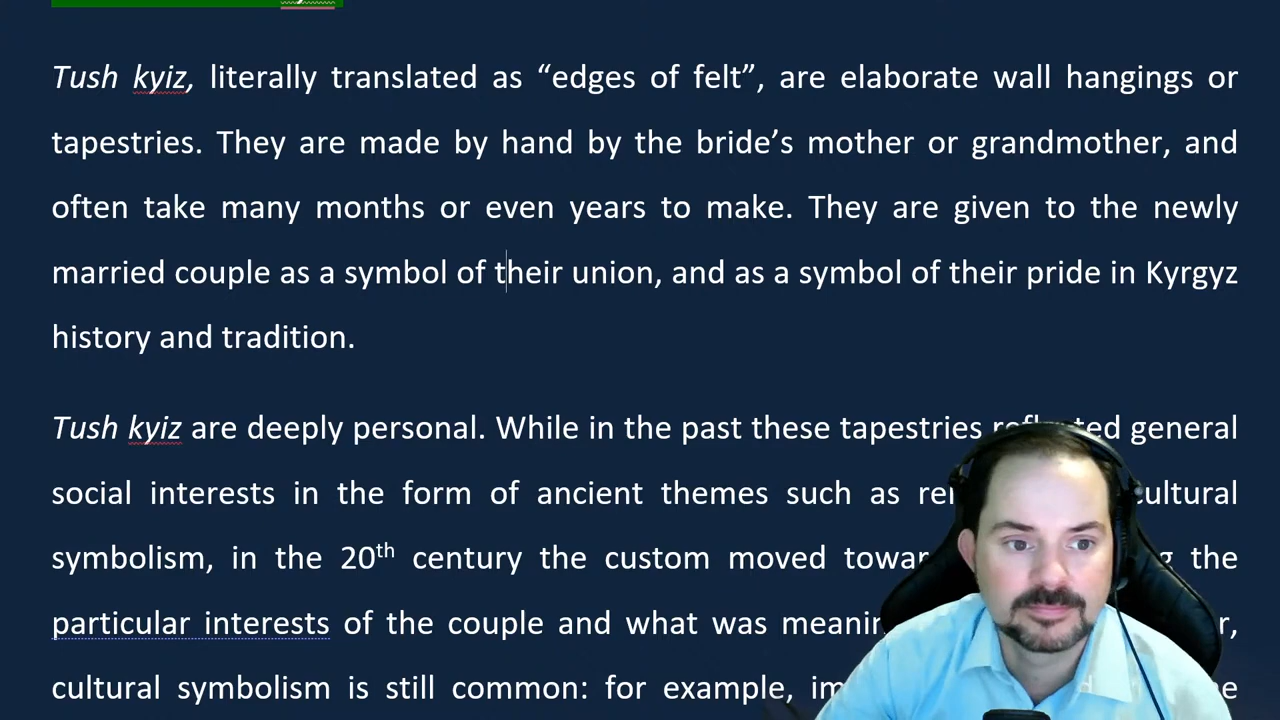 Tush kyiz, literally translated as “edges of felt”, are elaborate wall hangings or
tapestries. They are made by hand by the bride’s mother or grandmother, and
often take many months or even years to make. They are given to the newly
married couple as a symbol of their union, and as a symbol of their pride in Kyrgyz
history and tradition.
Tush kyiz are deeply personal. While in the past these tapestries reflected general
social interests in the form of ancient themes such as cultural
symbolism, in the 20th century the custom moved the
particular interests of the couple and what was
cultural symbolism is still common: for example,